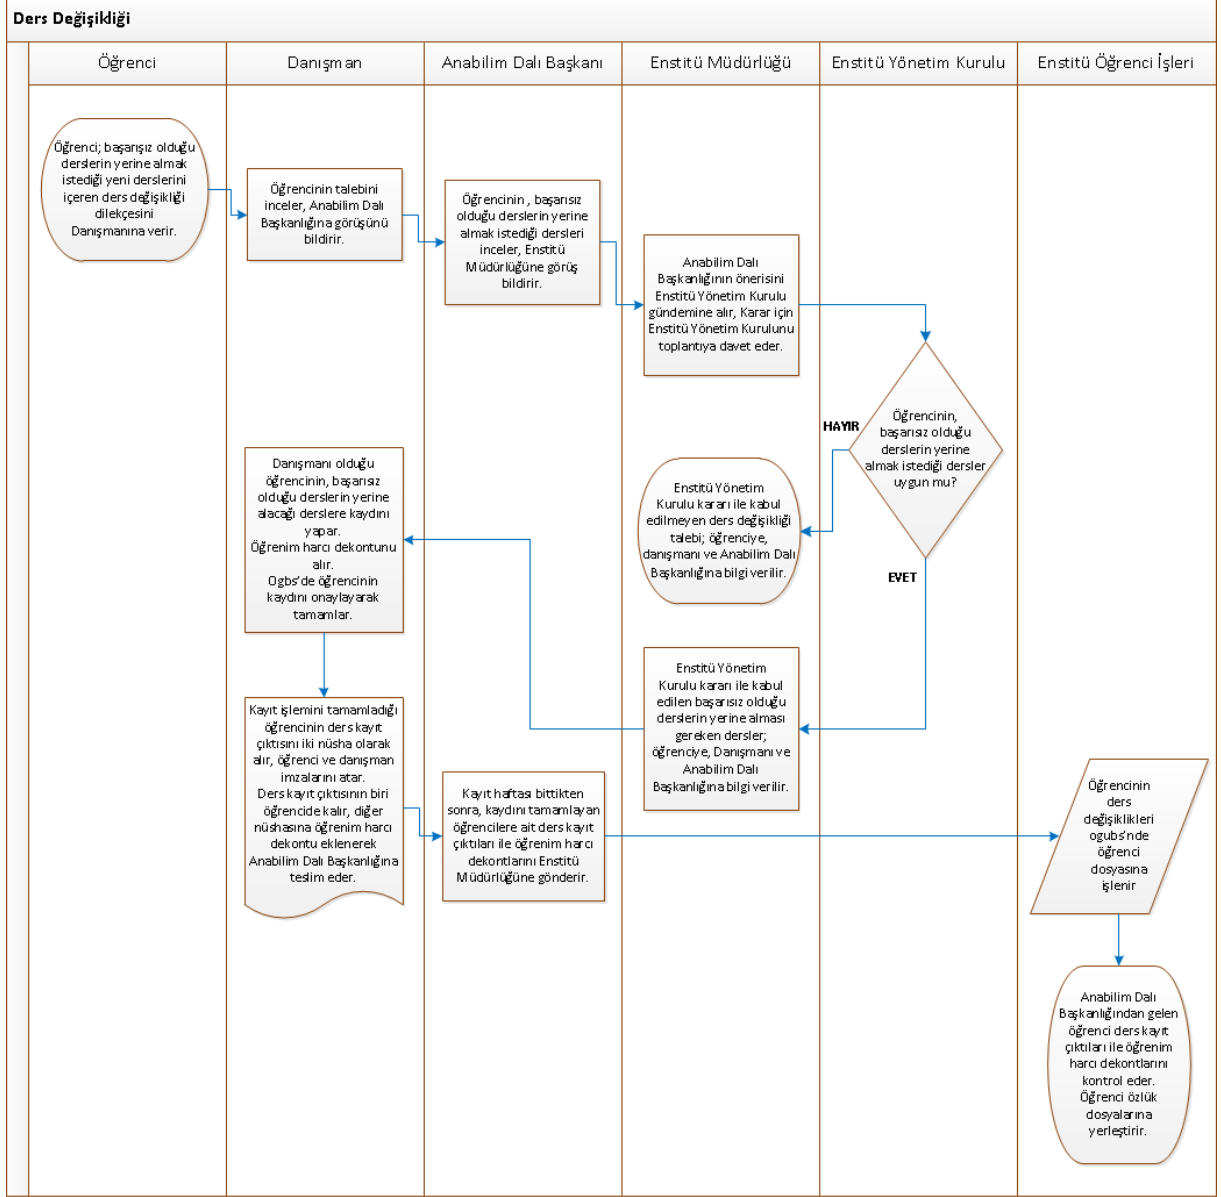 Ders Değişikliği
Öğrenci
Danışman
Anabilim Dalı Başkanı
Enstitü Müdürlüğü
Enstitü Yönetim Kurulu
Enstitü Öğrenci İşleri
Öğrenci; başarışız olduğu
derslerin yerine almak
istediği yeni derslerini
içeren ders değişikliği
dilekçesini
Danışmanına verir.
Öğrencinin talebini
inceler, Anabilim Dalı
Başkanlığına görüşünü
bildirir.
Öğrencinin , başarısız
olduğu derslerin yerine
almak istediği dersleri
inceler, Enstitü
Müdürlüğüne görüş
bildirir.
Anabilim Dalı
Başkanlığının önerisini
Enstitü Yönetim Kurulu
gündemine alır, Karar için
Enstitü Yönetim Kurulunu
toplantıya davet eder.
Öğrencinin,
başarısız olduğu
derslerin yerine
almak istediği dersler
uygun mu?
HAYIR
EVET
Enstitü Yönetim
Kurulu kararı ile kabul
edilmeyen ders değişikliği
talebi; öğrenciye,
danışmanı ve Anabilim Dalı
Başkanlığına bilgi verilir.
Danışmanı olduğu
öğrencinin, başarısız
olduğu derslerin yerine
alacağı derslere kaydını
yapar.
Öğrenim harcı dekontunu
alır.
Ogbs'de öğrencinin
kaydını onaylayarak
tamamlar.
Enstitü Yönetim
Kurulu kararı ile kabul
edilen başarısız olduğu
derslerin yerine alması
gereken dersler;
öğrenciye, Danışmanı ve
Anabilim Dalı
Başkanlığına bilgi verilir.
Kayıt işlemini tamamladığı
öğrencinin ders kayıt
çıktısını iki nüsha olarak
alır, öğrenci ve danışman
imzalarını atar.
Ders kayıt çıktısının biri
öğrencide kalır, diğer
nüshasına öğrenim harcı
dekontu eklenerek
Anabilim Dalı Başkanlığına
teslim eder.
Kayıt haftası bittikten
sonra, kaydını tamamlayan
öğrencilere ait ders kayıt
çıktıları ile öğrenim harcı
dekontlarını Enstitü
Müdürlüğüne gönderir.
Öğrencinin
ders
değişiklikleri
ogubs'nde
öğrenci
dosyasına
işlenir
Anabilim Dalı
Başkanlığından gelen
öğrenci ders kayıt
çıktıları ile öğrenim
harcı dekontlarını
kontrol eder.
Öğrenci özlük
dosyalarına
yerleştirir.